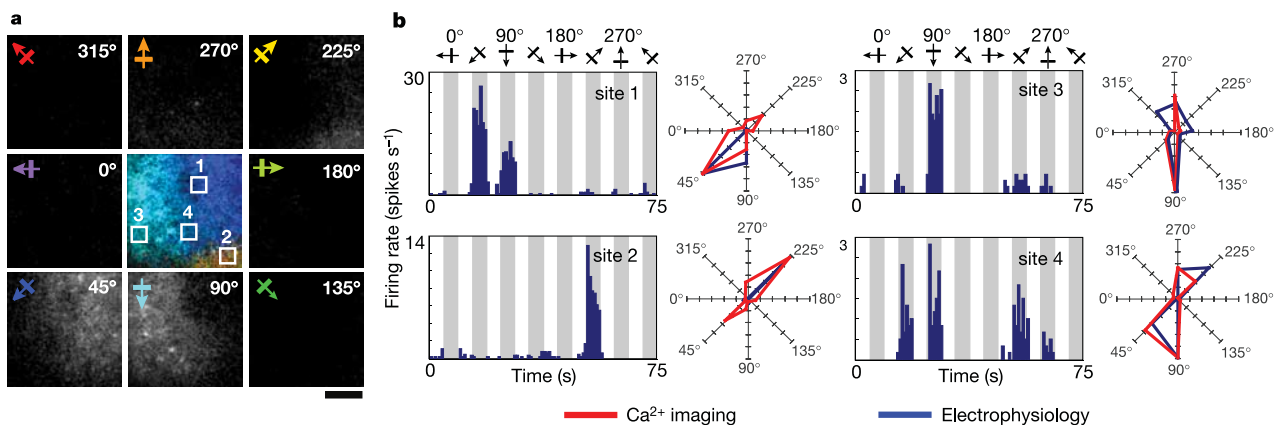 a
315° 270° 225°
0° 1 180°
3 4 2
45° 90° 135°
b
0° 90° 180° 270°
30
site 1
0 75
270°
315° 225°
0° 180°
45° 135°
90°
0° 90° 180° 270°
3
site 3
0 75
270°
315° 225°
0° 180°
45° 135°
90°
Firing rate (spikes s⁻¹)
14
site 2
0 Time (s) 75
270°
315° 225°
0° 180°
45° 135°
90°
3
site 4
0 Time (s) 75
270°
315° 225°
0° 180°
45° 135°
90°
Ca²⁺ imaging Electrophysiology